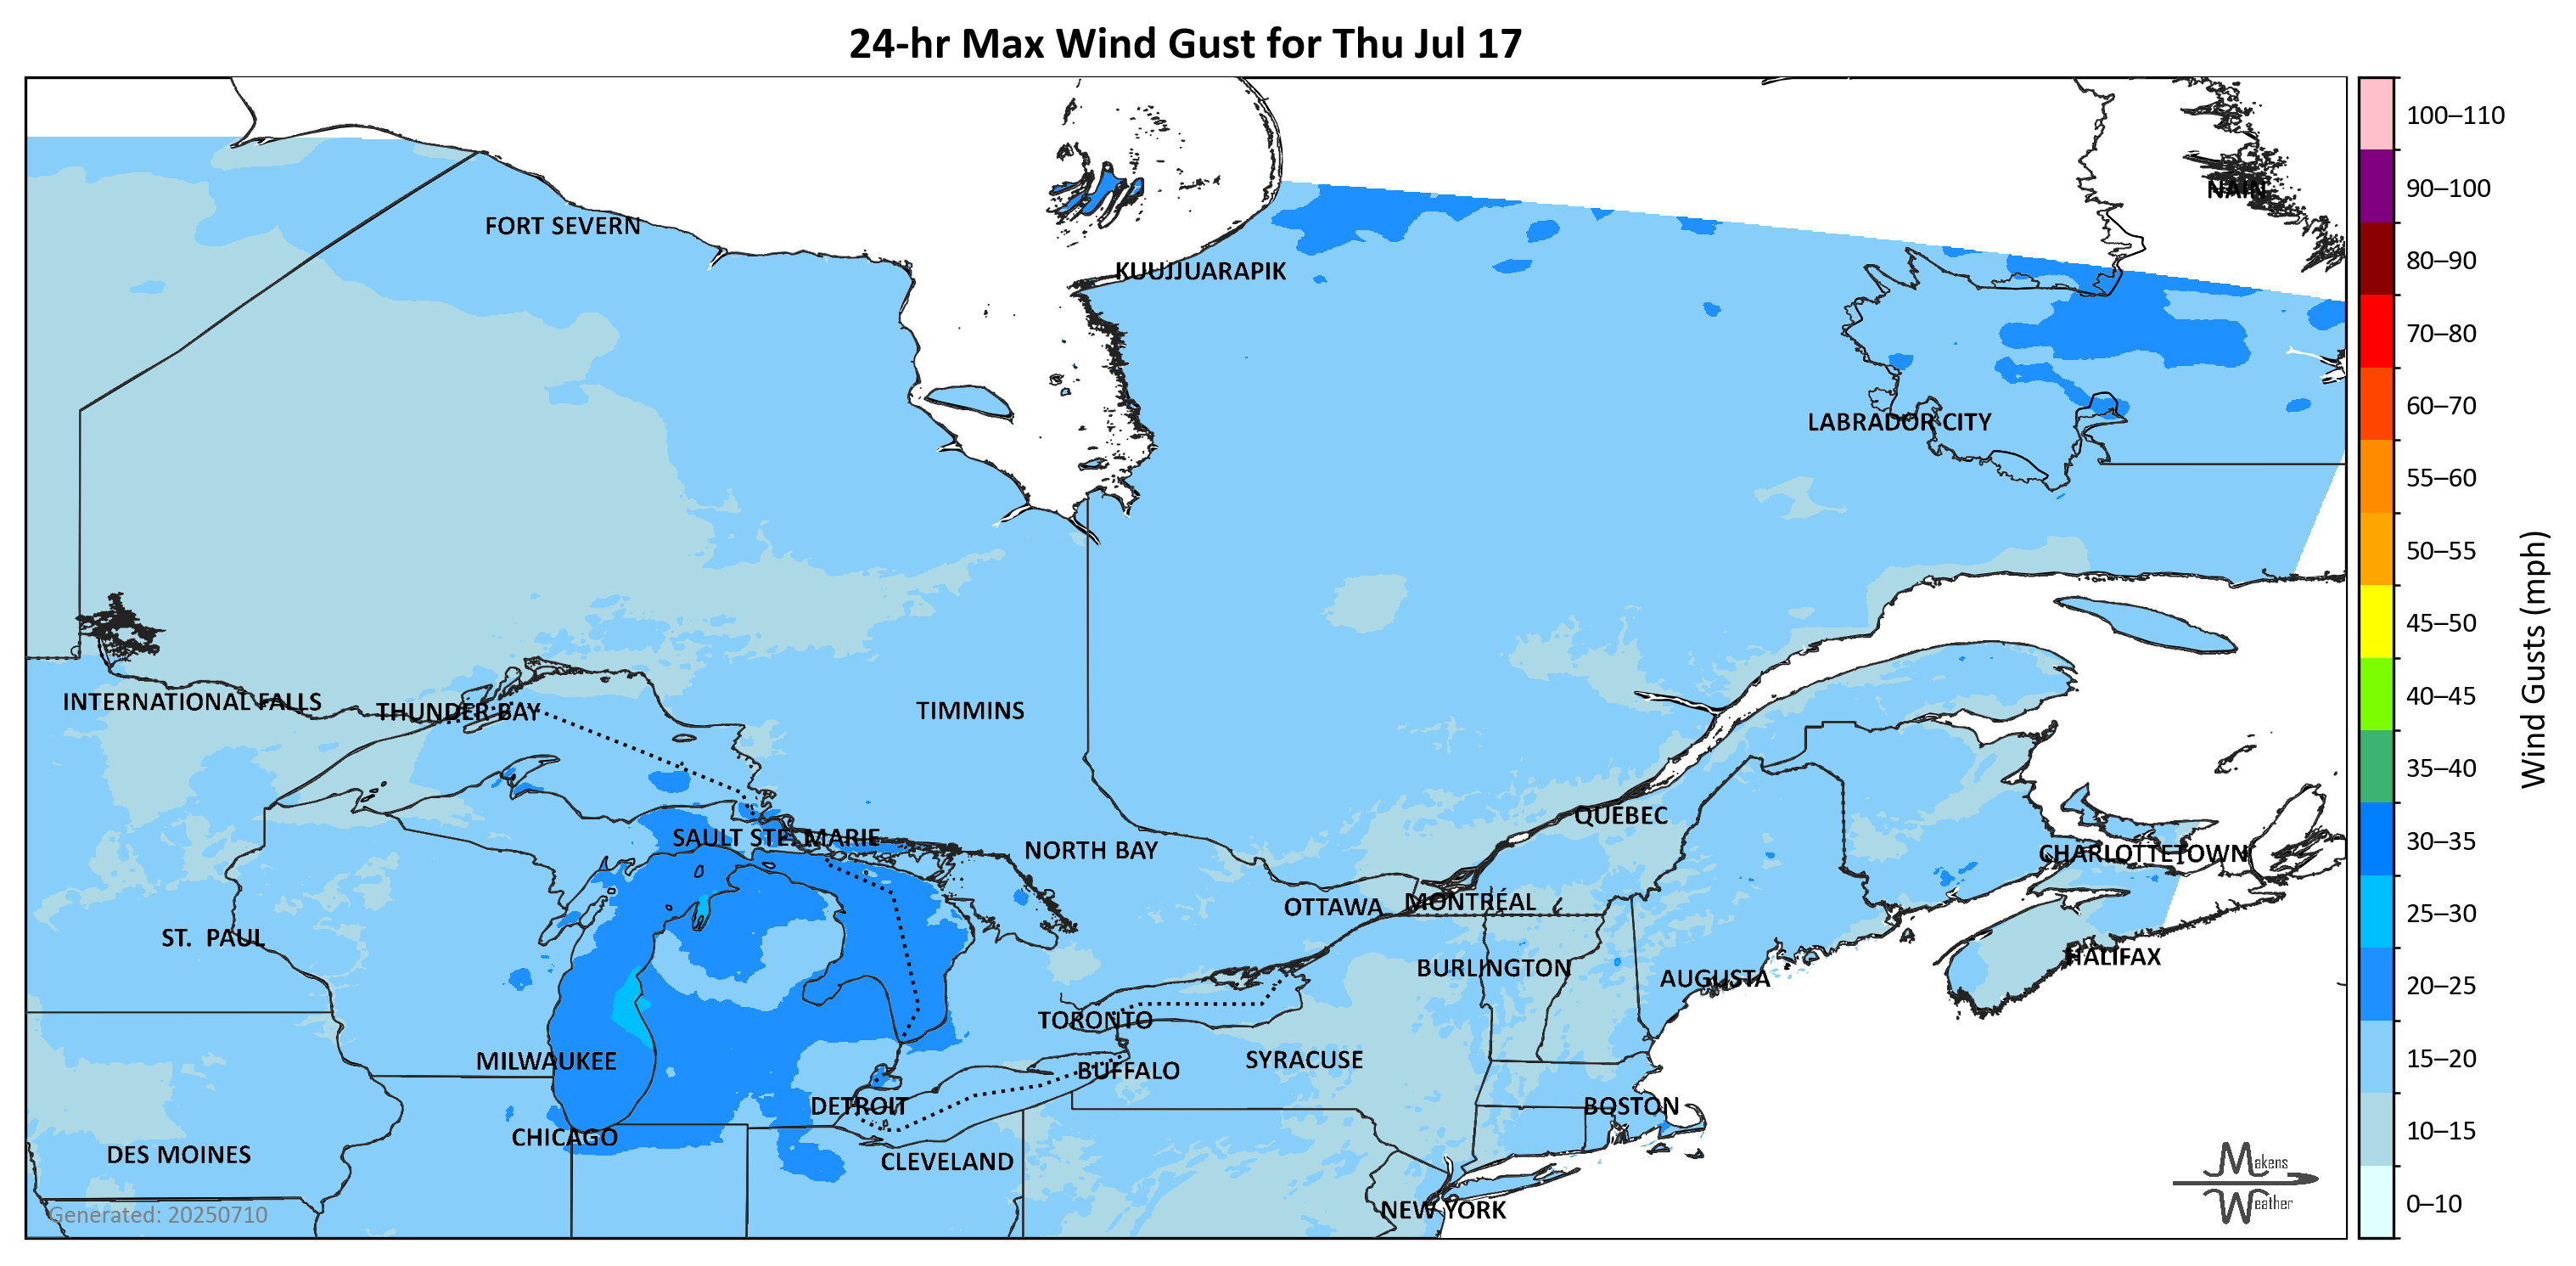 24-hr Max Wind Gust for Thu Jul 17
100–110
NAIN
90–100
FORT SEVERN
KUUJJUARAPIK
80–90
70–80
60–70
LABRADOR CITY
55–60
50–55
45–50
Wind Gusts (mph)
INTERNATIONAL FALLS
THUNDER BAY
TIMMINS
40–45
35–40
QUEBEC
SAULT STE. MARIE
NORTH BAY
CHARLOTTETOWN
30–35
OTTAWA
MONTRÉAL
25–30
ST. PAUL
BURLINGTON
AUGUSTA
HALIFAX
20–25
TORONTO
MILWAUKEE
BUFFALO
SYRACUSE
15–20
DETROIT
BOSTON
CHICAGO
10–15
DES MOINES
CLEVELAND
Makens
Weather
NEW YORK
0–10
Generated: 20250710